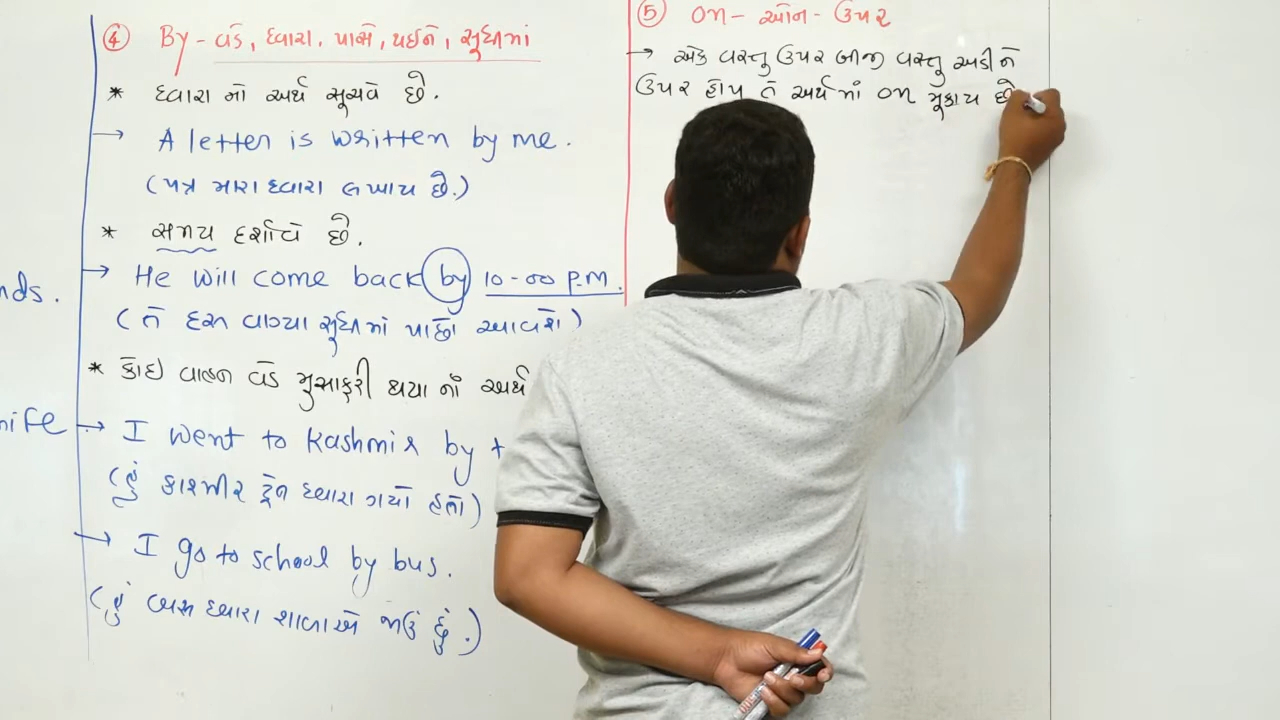 nds.
nife
④ By - વડે, દ્વારા, પાસે, થઈને, સુધીમાં
* દ્વારા નો અર્થ સૂચવે છે.
→ A letter is written by me.
(પત્ર મારા દ્વારા લખાય છે.)
* સમય દર્શાવે છે.
→ He will come back by 10-00 P.M.
(તે દસ વાગ્યા સુધીમાં પાછો આવશે)
* કોઇ વાહન વડે મુસાફરી થયા નો અર્થ
→ I went to Kashmir by t
(હું કાશ્મીર ટ્રેન દ્વારા ગયો હતો)
→ I go to school by bus.
(હું બસ દ્વારા શાળાએ જાઉં છું.)
⑤ On - ઓન - ઉપર
→ એક વસ્તુ ઉપર બીજી વસ્તુ અડીને
ઉપર હોય તે અર્થ માં on મૂકાય છે